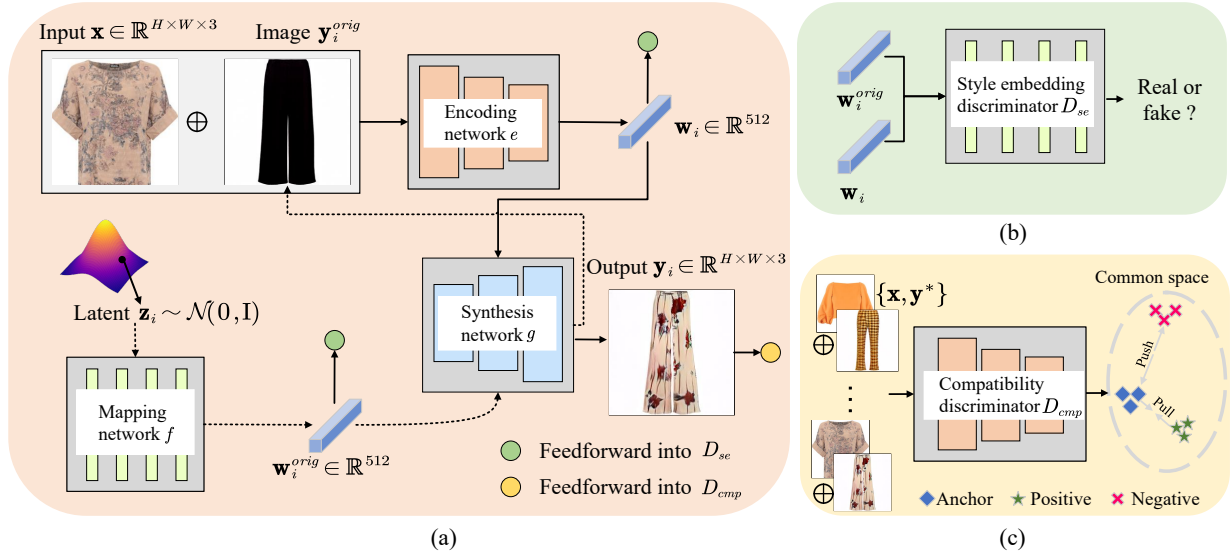 Input 𝐱 ∈ ℝ^{H×W×3}
Image 𝐲_i^{orig}
⊕
Encoding
network e
𝐰_i ∈ ℝ^{512}
Latent 𝐳_i ∼ 𝒩(0, I)
Mapping
network f
𝐰_i^{orig} ∈ ℝ^{512}
Synthesis
network g
Output 𝐲_i ∈ ℝ^{H×W×3}
Feedforward into D_{se}
Feedforward into D_{cmp}
(a)
𝐰_i^{orig}
𝐰_i
Style embedding
discriminator D_{se}
Real or
fake ?
(b)
{𝐱, 𝐲*}
⊕
⋮
⊕
Compatibility
discriminator D_{cmp}
Common space
Push
Pull
Anchor
Positive
Negative
(c)